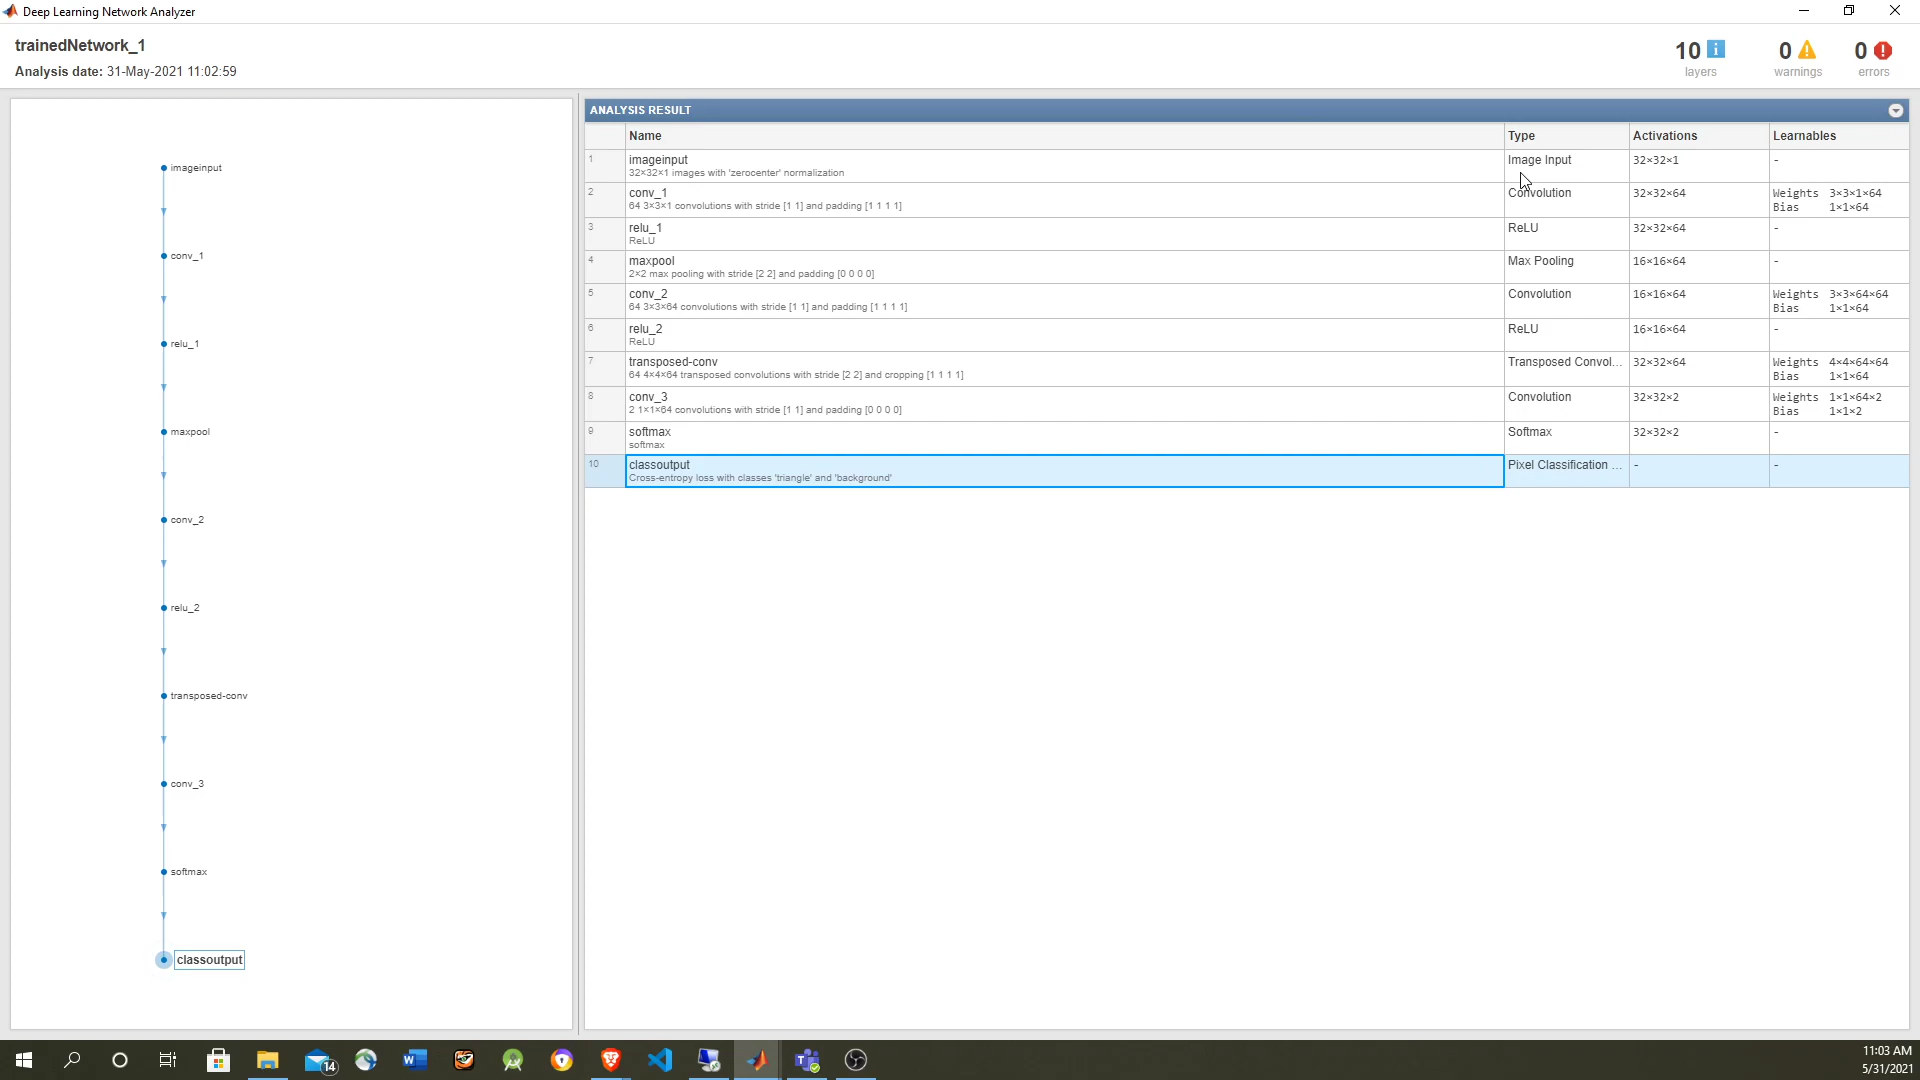 Deep Learning Network Analyzer
trainedNetwork_1
Analysis date: 31-May-2021 11:02:59
10
layers
0
warnings
0
errors
imageinput
conv_1
relu_1
maxpool
conv_2
relu_2
transposed-conv
conv_3
softmax
classoutput
ANALYSIS RESULT
Name Type Activations Learnables
1 imageinput Image Input 32×32×1 -
32×32×1 images with 'zerocenter' normalization
2 conv_1 Convolution 32×32×64 Weights 3×3×1×64
64 3×3×1 convolutions with stride [1 1] and padding [1 1 1 1] Bias 1×1×64
3 relu_1 ReLU 32×32×64 -
ReLU
4 maxpool Max Pooling 16×16×64 -
2×2 max pooling with stride [2 2] and padding [0 0 0 0]
5 conv_2 Convolution 16×16×64 Weights 3×3×64×64
64 3×3×64 convolutions with stride [1 1] and padding [1 1 1 1] Bias 1×1×64
6 relu_2 ReLU 16×16×64 -
ReLU
7 transposed-conv Transposed Convol... 32×32×64 Weights 4×4×64×64
64 4×4×64 transposed convolutions with stride [2 2] and cropping [1 1 1 1] Bias 1×1×64
8 conv_3 Convolution 32×32×2 Weights 1×1×64×2
2 1×1×64 convolutions with stride [1 1] and padding [0 0 0 0] Bias 1×1×2
9 softmax Softmax 32×32×2 -
softmax
10 classoutput Pixel Classification ... - -
Cross-entropy loss with classes 'triangle' and 'background'
14
11:03 AM
5/31/2021